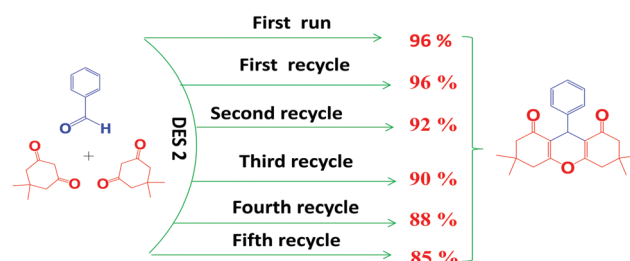 First run
96 %
First recycle
96 %
Second recycle
92 %
Third recycle
90 %
Fourth recycle
88 %
Fifth recycle
85 %
DES 2
O
H
+
O
O
O
O
O
O
O